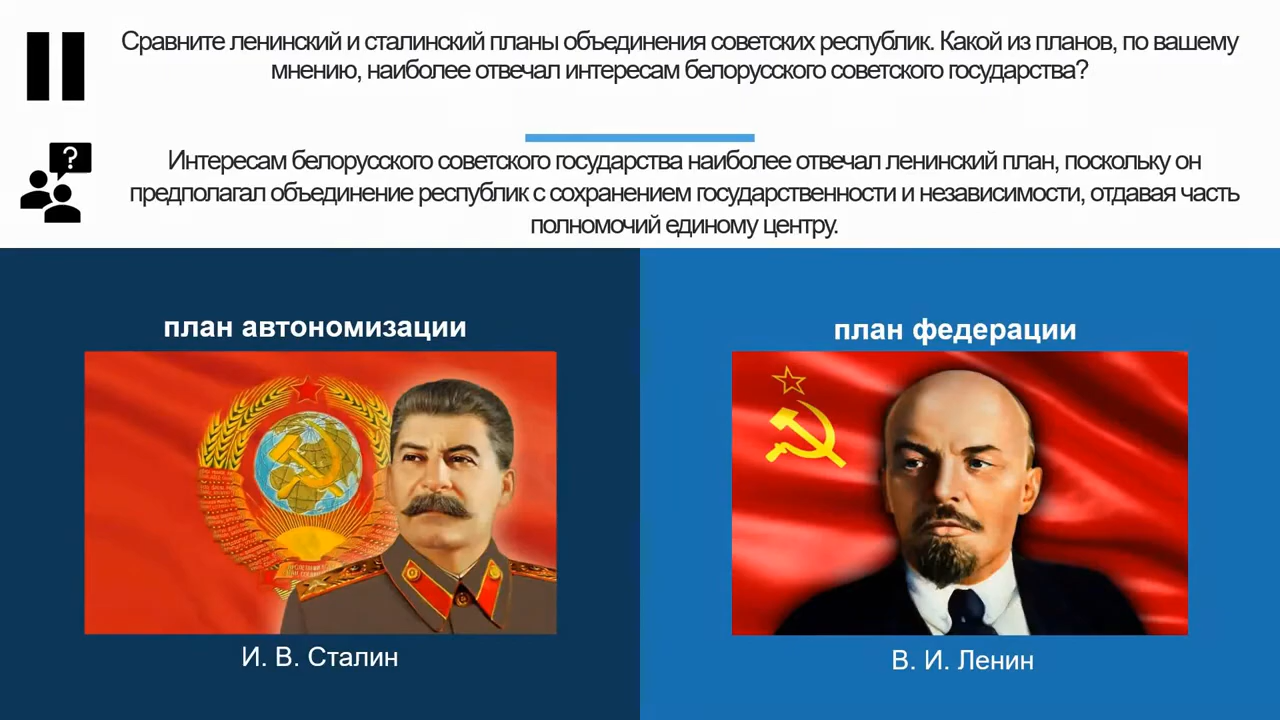 Сравните ленинский и сталинский планы объединения советских республик. Какой из планов, по вашему
мнению, наиболее отвечал интересам белорусского советского государства?
?
Интересам белорусского советского государства наиболее отвечал ленинский план, поскольку он
предполагал объединение республик с сохранением государственности и независимости, отдавая часть
полномочий единому центру.
план автономизации
план федерации
И. В. Сталин
В. И. Ленин